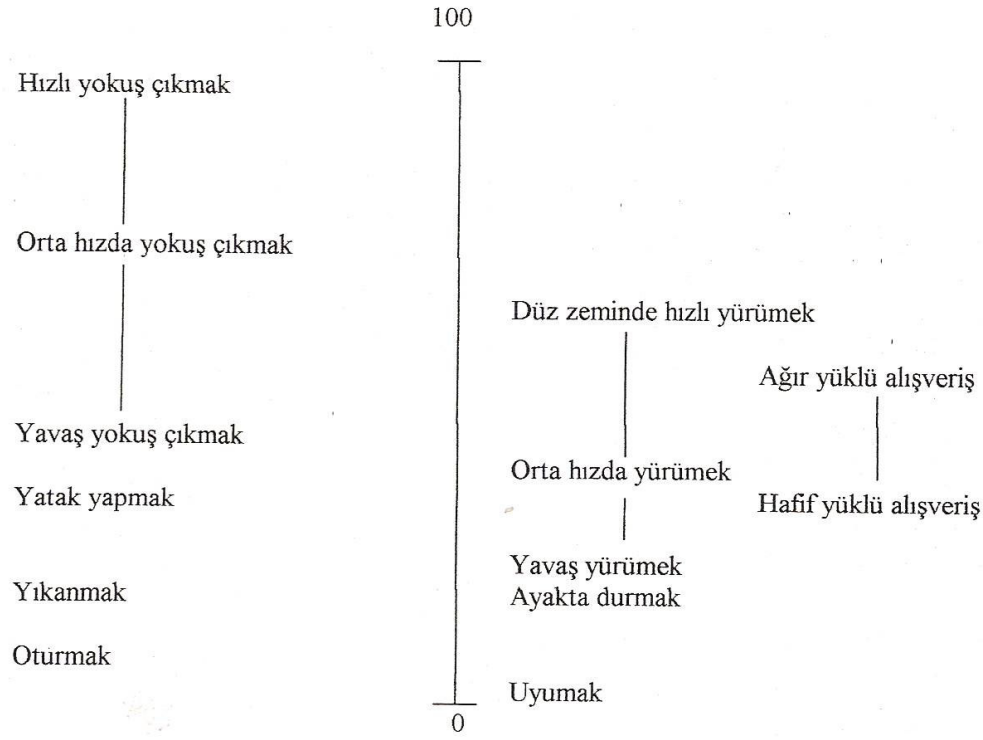 100
Hızlı yokuş çıkmak
Orta hızda yokuş çıkmak
Düz zeminde hızlı yürümek
Ağır yüklü alışveriş
Yavaş yokuş çıkmak
Orta hızda yürümek
Yatak yapmak
Hafif yüklü alışveriş
Yavaş yürümek
Yıkanmak
Ayakta durmak
Oturmak
Uyumak
0